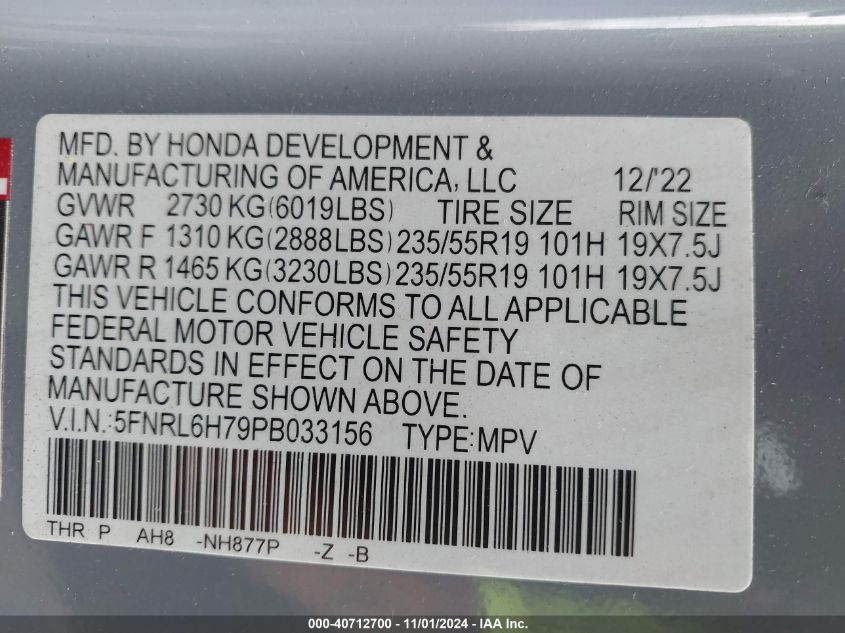 MFD. BY HONDA DEVELOPMENT &
MANUFACTURING OF AMERICA, LLC 12/'22
GVWR 2730 KG(6019LBS) TIRE SIZE RIM SIZE
GAWR F 1310 KG(2888LBS) 235/55R19 101H 19X7.5J
GAWR R 1465 KG(3230LBS) 235/55R19 101H 19X7.5J
THIS VEHICLE CONFORMS TO ALL APPLICABLE
FEDERAL MOTOR VEHICLE SAFETY
STANDARDS IN EFFECT ON THE DATE OF
MANUFACTURE SHOWN ABOVE.
V.I.N.:5FNRL6H79PB033156 TYPE:MPV
THR P AH8 -NH877P -Z -B
000-40712700 - 11/01/2024 - IAA Inc.